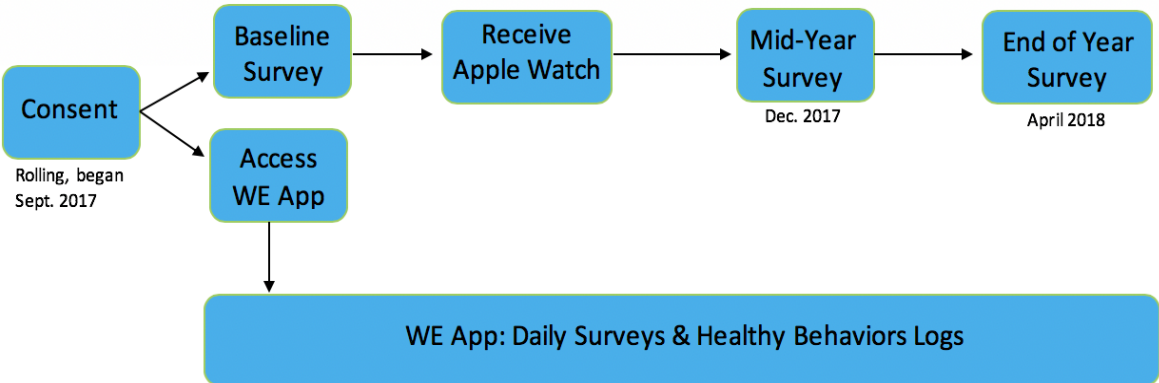 Consent
Rolling, began
Sept. 2017
Baseline
Survey
Receive
Apple Watch
Mid-Year
Survey
Dec. 2017
End of Year
Survey
April 2018
Access
WE App
WE App: Daily Surveys & Healthy Behaviors Logs